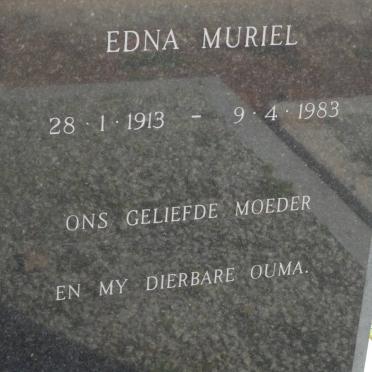 EDNA MURIEL
28 · 1 · 1913 - 9 · 4 · 1983
ONS GELIEFDE MOEDER
EN MY DIERBARE OUMA.